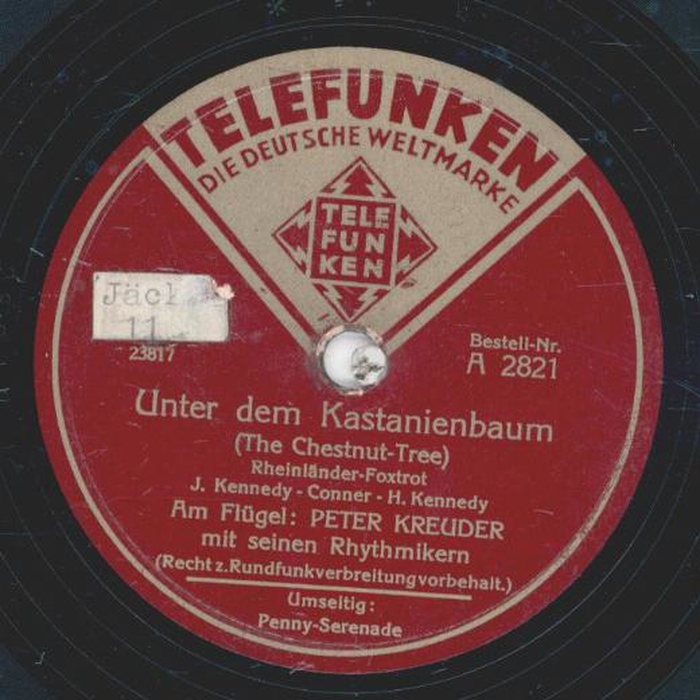 TELEFUNKEN
DIE DEUTSCHE WELTMARKE
TELE
FUN
KEN
11
23817
Bestell-Nr.
A 2821
Unter dem Kastanienbaum
(The Chestnut-Tree)
Rheinländer-Foxtrot
J. Kennedy - Conner - H. Kennedy
Am Flügel: PETER KREUDER
mit seinen Rhythmikern
(Recht z. Rundfunkverbreitung vorbehalt.)
Umseitig:
Penny-Serenade